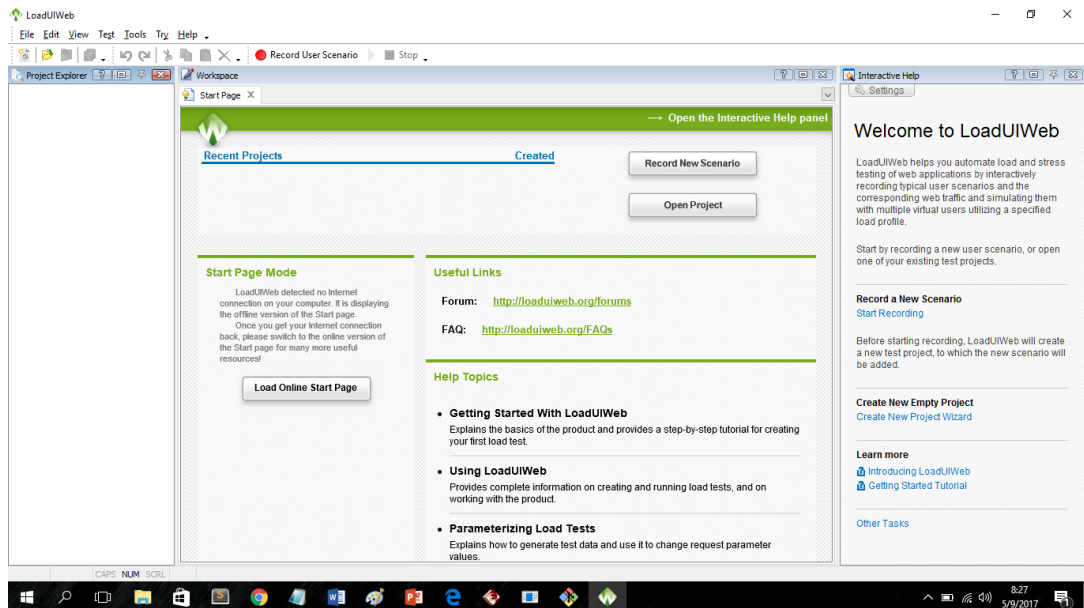 LoadUIWeb
File Edit View Test Tools Try Help
Record User Scenario Stop
Project Explorer
Workspace
Start Page
→ Open the Interactive Help panel
Recent Projects Created
Record New Scenario
Open Project
Start Page Mode
LoadUIWeb detected no Internet
connection on your computer. It is displaying
the offline version of the Start page.
Once you get your Internet connection
back, please switch to the online version of
the Start page for many more useful
resources!
Load Online Start Page
Useful Links
Forum: http://loaduiweb.org/forums
FAQ: http://loaduiweb.org/FAQs
Help Topics
• Getting Started With LoadUIWeb
Explains the basics of the product and provides a step-by-step tutorial for creating
your first load test.
• Using LoadUIWeb
Provides complete information on creating and running load tests, and on
working with the product.
• Parameterizing Load Tests
Explains how to generate test data and use it to change request parameter
values.
Interactive Help
Settings
Welcome to LoadUIWeb
LoadUIWeb helps you automate load and stress
testing of web applications by interactively
recording typical user scenarios and the
corresponding web traffic and simulating them
with multiple virtual users utilizing a specified
load profile.
Start by recording a new user scenario, or open
one of your existing test projects.
Record a New Scenario
Start Recording
Before starting recording, LoadUIWeb will create
a new test project, to which the new scenario will
be added.
Create New Empty Project
Create New Project Wizard
Learn more
Introducing LoadUIWeb
Getting Started Tutorial
Other Tasks
CAPS NUM SCRL
8:27
5/9/2017